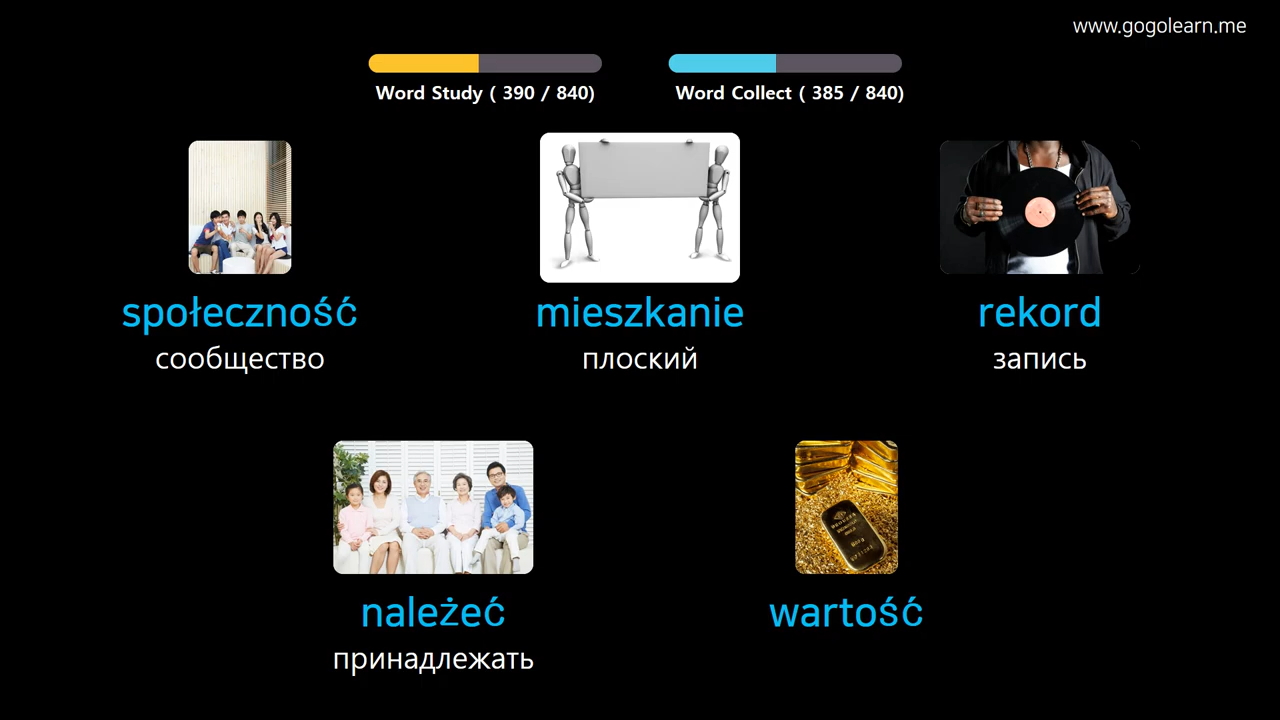 www.gogolearn.me
Word Study ( 390 / 840)
Word Collect ( 385 / 840)
społeczność
сообщество
mieszkanie
плоский
rekord
запись
należeć
принадлежать
wartość